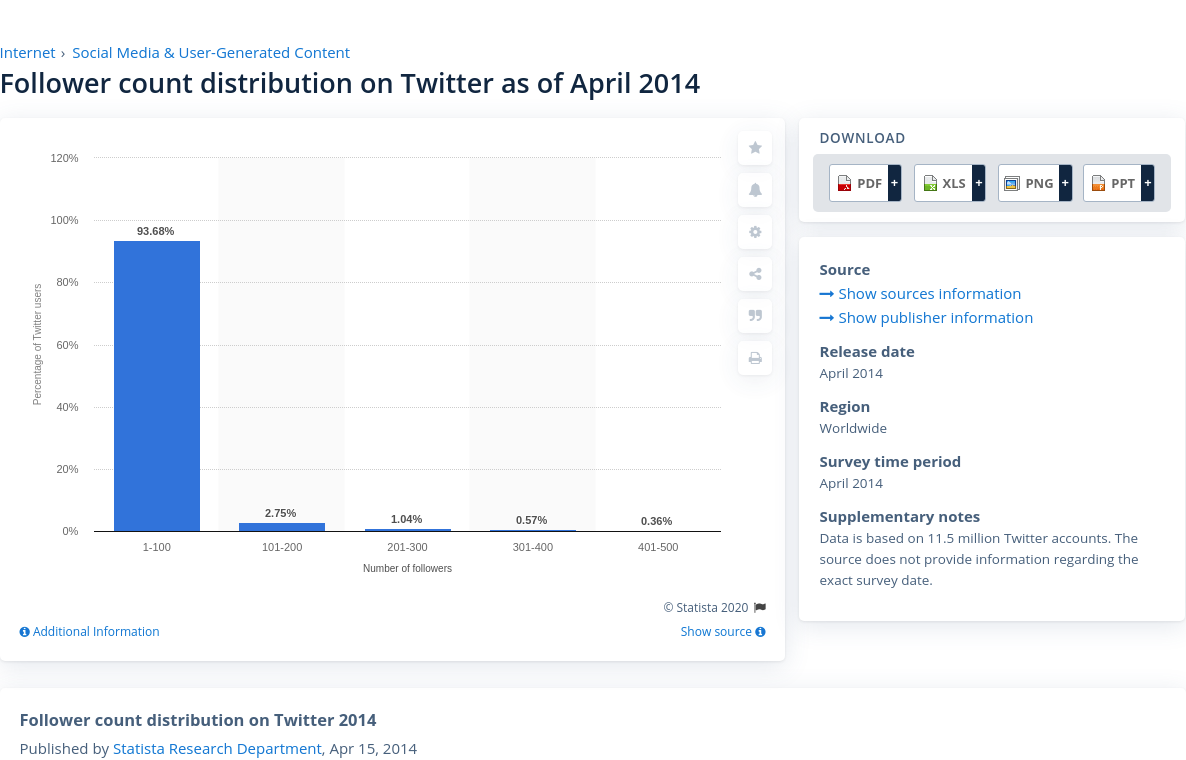 Internet › Social Media & User-Generated Content
Follower count distribution on Twitter as of April 2014
120%
100%
80%
60%
40%
20%
0%
Percentage of Twitter users
93.68%
2.75%
1.04%
0.57%
0.36%
1-100
101-200
201-300
301-400
401-500
Number of followers
© Statista 2020
Additional Information
Show source
DOWNLOAD
PDF + XLS + PNG + PPT +
Source
Show sources information
Show publisher information
Release date
April 2014
Region
Worldwide
Survey time period
April 2014
Supplementary notes
Data is based on 11.5 million Twitter accounts. The
source does not provide information regarding the
exact survey date.
Follower count distribution on Twitter 2014
Published by Statista Research Department, Apr 15, 2014